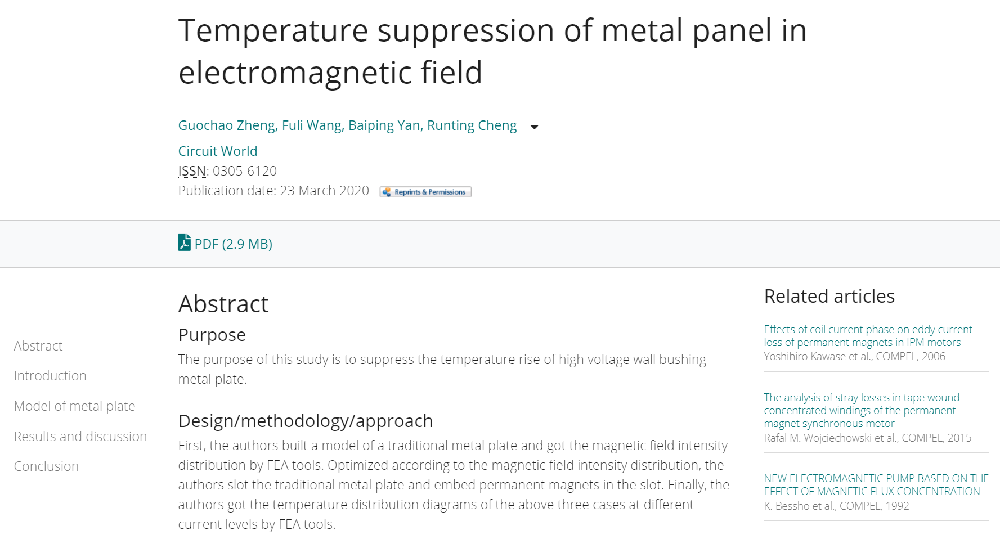 Temperature suppression of metal panel in
electromagnetic field
Guochao Zheng, Fuli Wang, Baiping Yan, Runting Cheng
Circuit World
ISSN: 0305-6120
Publication date: 23 March 2020 Reprints & Permissions
PDF (2.9 MB)
Abstract
Introduction
Model of metal plate
Results and discussion
Conclusion
Abstract
Purpose
The purpose of this study is to suppress the temperature rise of high voltage wall bushing
metal plate.
Design/methodology/approach
First, the authors built a model of a traditional metal plate and got the magnetic field intensity
distribution by FEA tools. Optimized according to the magnetic field intensity distribution, the
authors slot the traditional metal plate and embed permanent magnets in the slot. Finally, the
authors got the temperature distribution diagrams of the above three cases at different
current levels by FEA tools.
Related articles
Effects of coil current phase on eddy current
loss of permanent magnets in IPM motors
Yoshihiro Kawase et al., COMPEL, 2006
The analysis of stray losses in tape wound
concentrated windings of the permanent
magnet synchronous motor
Rafal M. Wojciechowski et al., COMPEL, 2015
NEW ELECTROMAGNETIC PUMP BASED ON THE
EFFECT OF MAGNETIC FLUX CONCENTRATION
K. Bessho et al., COMPEL, 1992